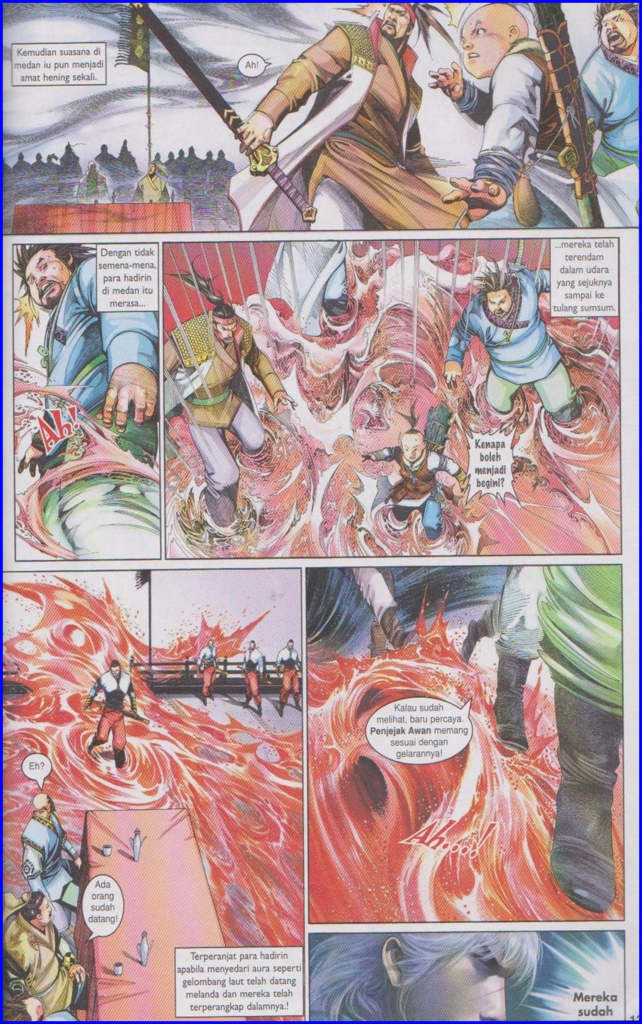 Kemudian suasana di
medan iu pun menjadi
amat hening sekali.
Ah!
Dengan tidak
semena-mena,
para hadirin
di medan itu
merasa...
Ah!
...mereka telah
terendam
dalam udara
yang sejuknya
sampai ke
tulang sumsum.
Kenapa
boleh
menjadi
begini?
Eh?
Ada
orang
sudah
datang!
Terperanjat para hadirin
apabila menyedari aura seperti
gelombang laut telah datang
melanda dan mereka telah
terperangkap dalamnya.!
Kalau sudah
melihat, baru percaya.
Penjejak Awan memang
sesuai dengan
gelarannya!
Ah....!
Mereka
sudah